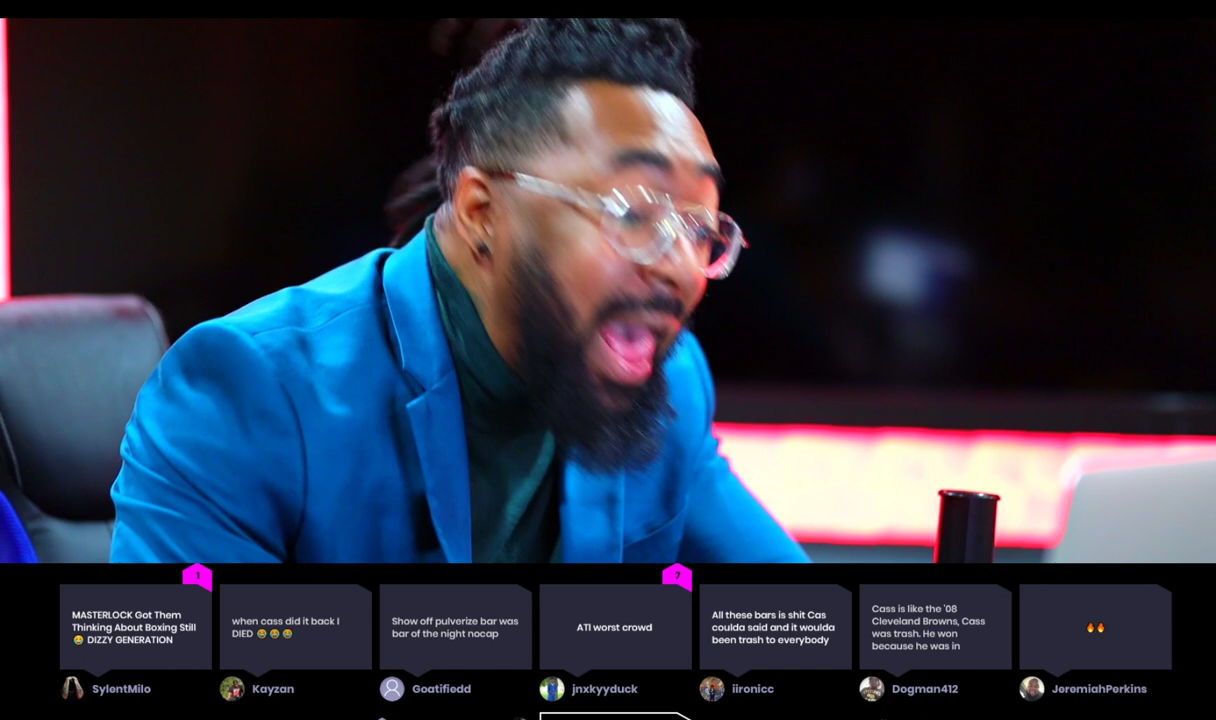 1
7
MASTERLOCK Got Them
Thinking About Boxing Still
😭 DIZZY GENERATION
when cass did it back I
DIED 😭 😭 😭
Show off pulverize bar was
bar of the night nocap
ATl worst crowd
All these bars is shit Cas
coulda said and it woulda
been trash to everybody
Cass is like the '08
Cleveland Browns, Cass
was trash. He won
because he was in
🔥🔥
SylentMilo
Kayzan
Goatifiedd
jnxkyyduck
iironicc
Dogman412
JeremiahPerkins